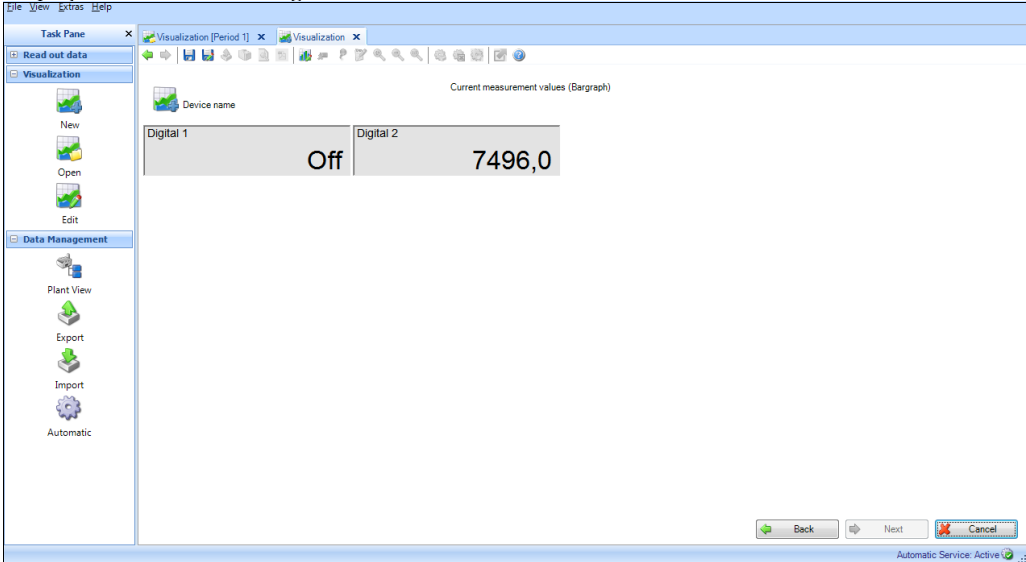 File View Extras Help
Task Pane
Visualization [Period 1]
Visualization
Read out data
Visualization
New
Open
Edit
Data Management
Plant View
Export
Import
Automatic
Current measurement values (Bargraph)
Device name
Digital 1
Off
Digital 2
7496,0
Back
Next
Cancel
Automatic Service: Active